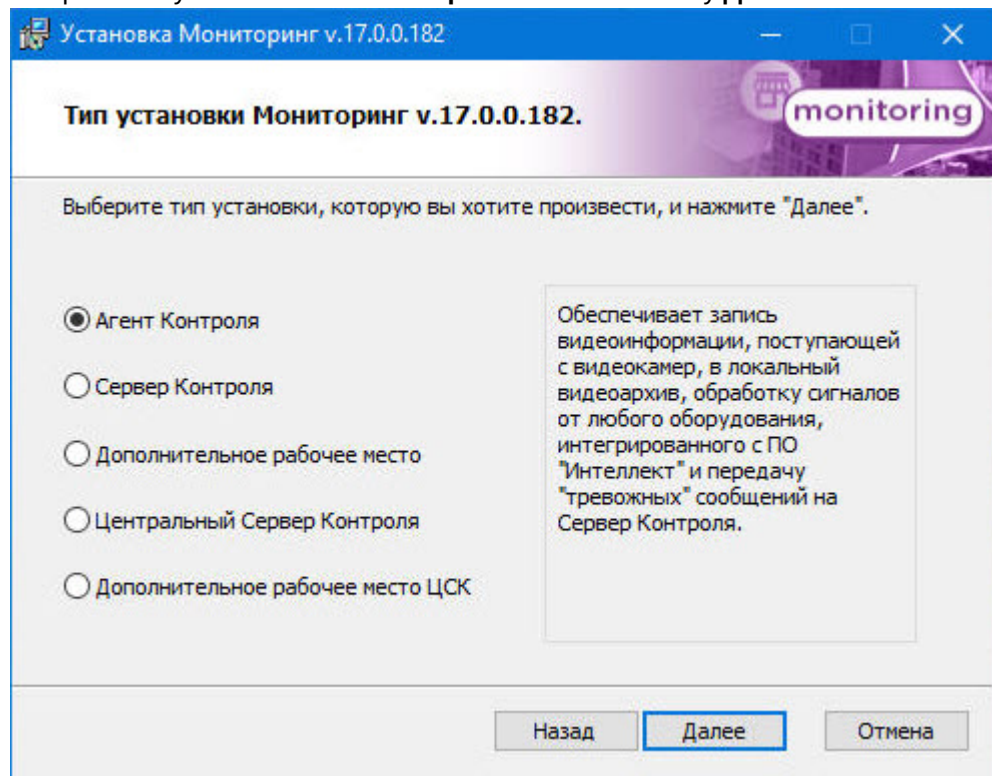 Установка Мониторинг v.17.0.0.182
Тип установки Мониторинг v.17.0.0.182.
monitoring
Выберите тип установки, которую вы хотите произвести, и нажмите "Далее".
Агент Контроля
Сервер Контроля
Дополнительное рабочее место
Центральный Сервер Контроля
Дополнительное рабочее место ЦСК
Обеспечивает запись
видеоинформации, поступающей
с видеокамер, в локальный
видеоархив, обработку сигналов
от любого оборудования,
интегрированного с ПО
"Интеллект" и передачу
"тревожных" сообщений на
Сервер Контроля.
Назад
Далее
Отмена